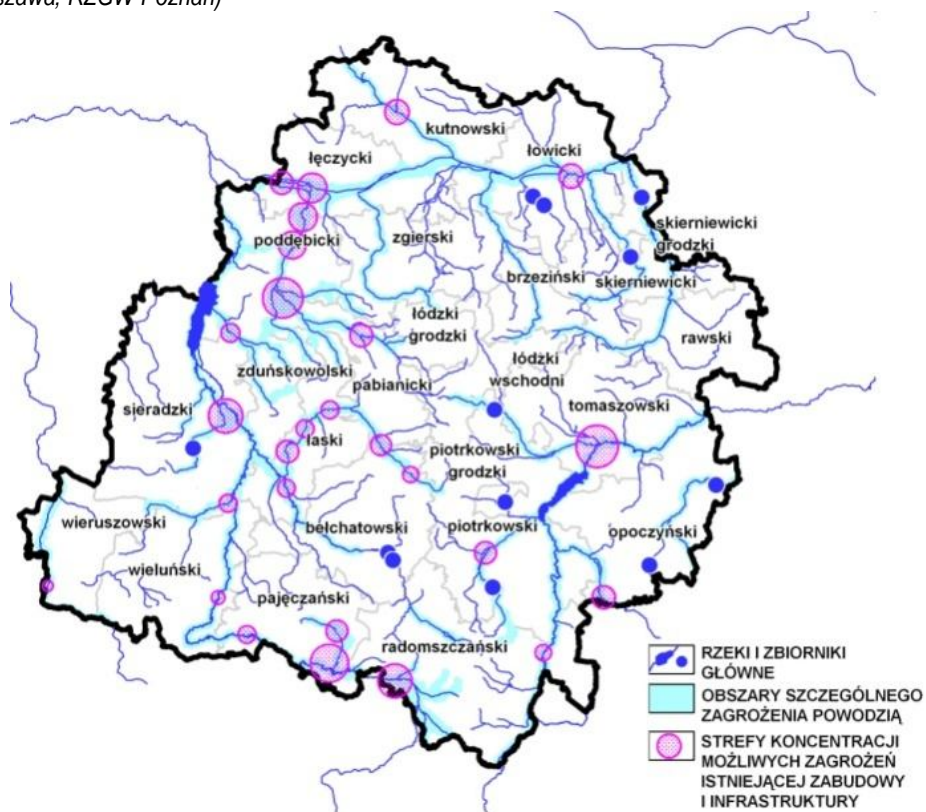 RZGW Poznań)
kutnowski
łowicki
łęczycki
skierniewicki
grodzki
poddębicki
zgierski
brzeziński
skierniewicki
łódzki
grodzki
rawski
zduńskowolski
łódzki
wschodni
pabianicki
sieradzki
tomaszowski
łaski
piotrkowski
grodzki
wieruszowski
bełchatowski
piotrkowski
opoczyński
wieluński
pajęczański
radomszczański
RZEKI I ZBIORNIKI
GŁÓWNE
OBSZARY SZCZEGÓLNEGO
ZAGROŻENIA POWODZIĄ
STREFY KONCENTRACJI
MOŻLIWYCH ZAGROŻEŃ
ISTNIEJĄCEJ ZABUDOWY
I INFRASTRUKTURY